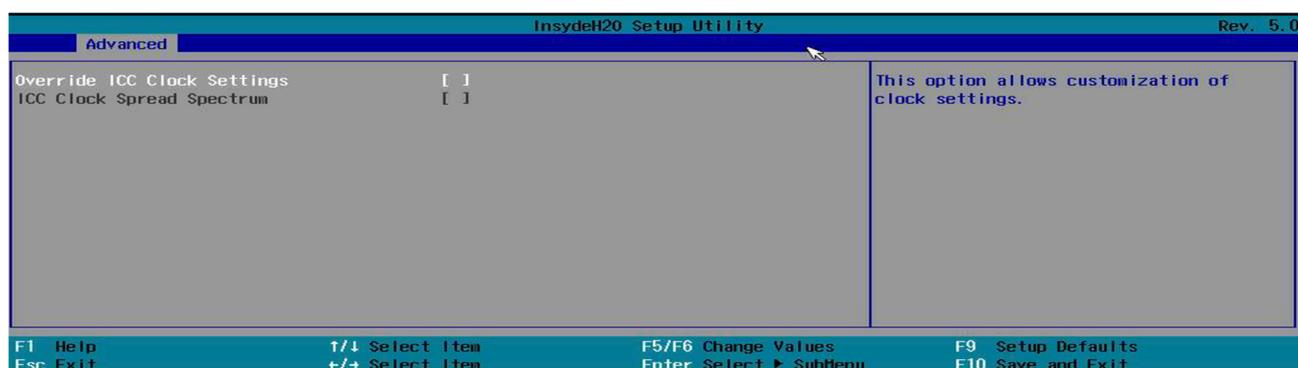 InsydeH20 Setup Utility Rev. 5.0
Advanced
Override ICC Clock Settings [ ]
ICC Clock Spread Spectrum [ ]
This option allows customization of
clock settings.
F1 Help ↑/↓ Select Item F5/F6 Change Values F9 Setup Defaults
Esc Exit ←/→ Select Item Enter Select ▶ SubMenu F10 Save and Exit